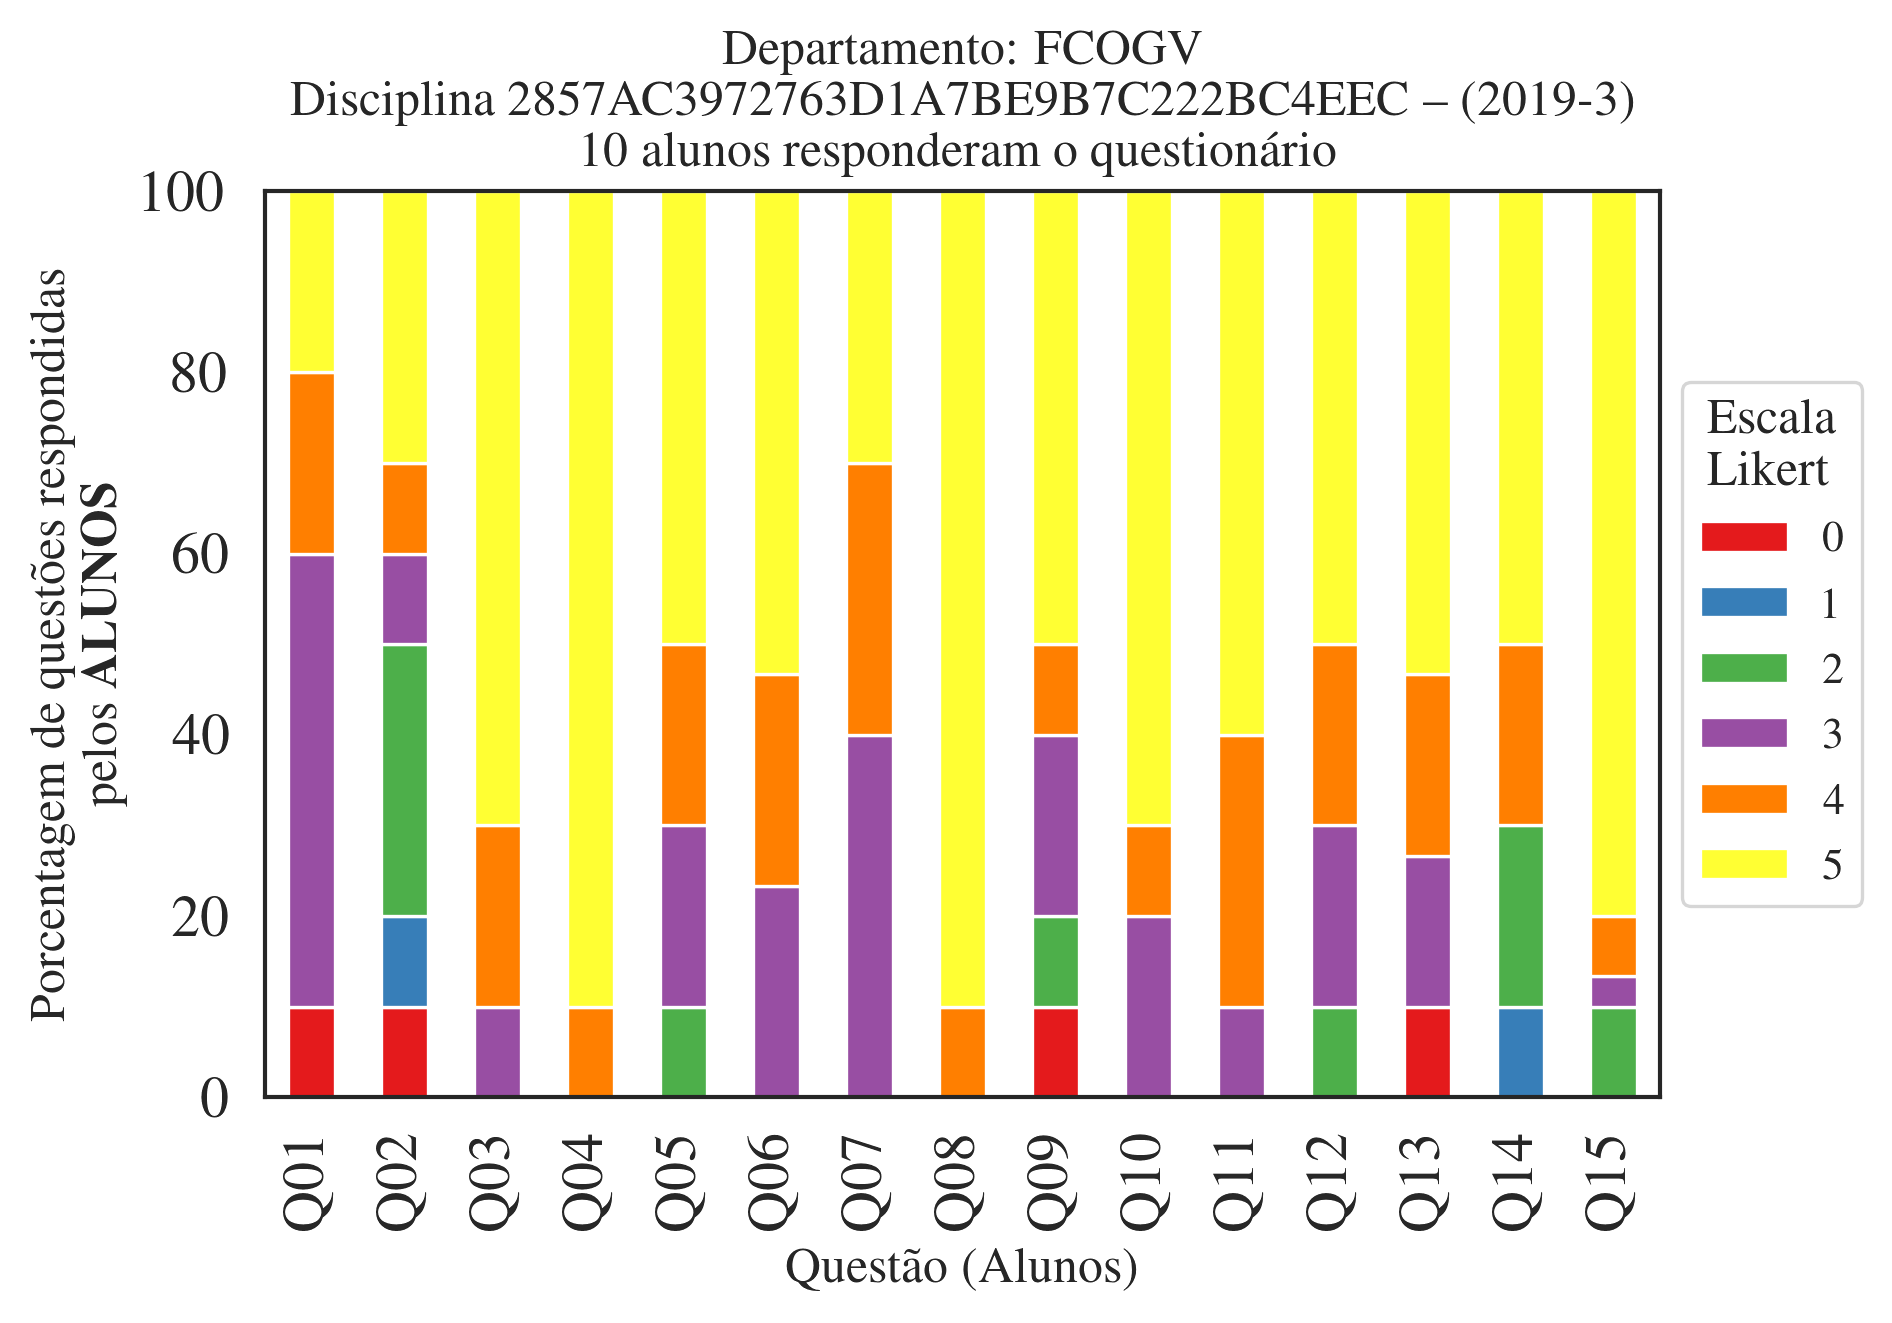 Departamento: FCOGV
Disciplina 2857AC3972763D1A7BE9B7C222BC4EEC – (2019-3)
10 alunos responderam o questionário
Porcentagem de questões respondidas
pelos ALUNOS
100
80
60
40
20
0
Q01
Q02
Q03
Q04
Q05
Q06
Q07
Q08
Q09
Q10
Q11
Q12
Q13
Q14
Q15
Questão (Alunos)
Escala
Likert
0
1
2
3
4
5